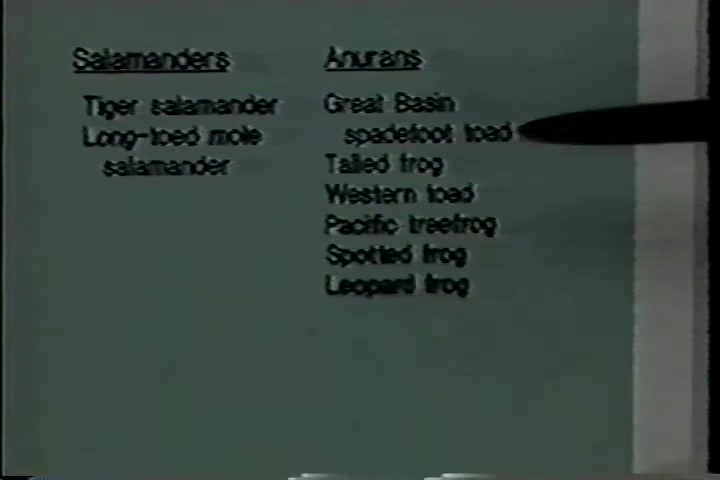 Salamanders
Tiger salamander
Long-toed mole
salamander
Anurans
Great Basin
spadefoot toad
Tailed frog
Western toad
Pacific treefrog
Spotted frog
Leopard frog